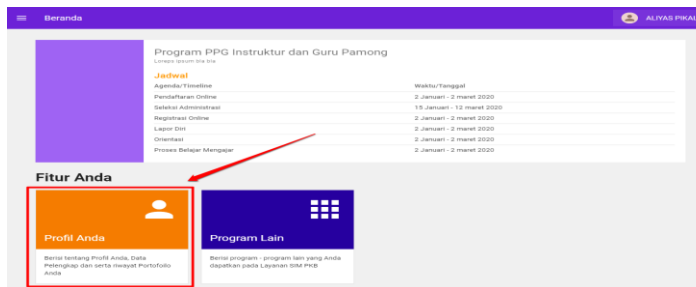 Beranda
ALIYAS PIKAL
Program PPG Instruktur dan Guru Pamong
Lorepa ipsum bla bla
Jadwal
Agenda/Timeline Waktu/Tanggal
Pendaftaran Online 2 Januari - 2 maret 2020
Seleksi Administrasi 15 Januari - 12 maret 2020
Registrasi Online 2 Januari - 2 maret 2020
Lapor Diri 2 Januari - 2 maret 2020
Orientasi 2 Januari - 2 maret 2020
Proses Belajar Mengajar 2 Januari - 2 maret 2020
Fitur Anda
Profil Anda
Berisi tentang Profil Anda, Data
Pelengkap dan serta riwayat Portofoilo
Anda
Program Lain
Berisi program - program lain yang Anda
dapatkan pada Layanan SIM PKB